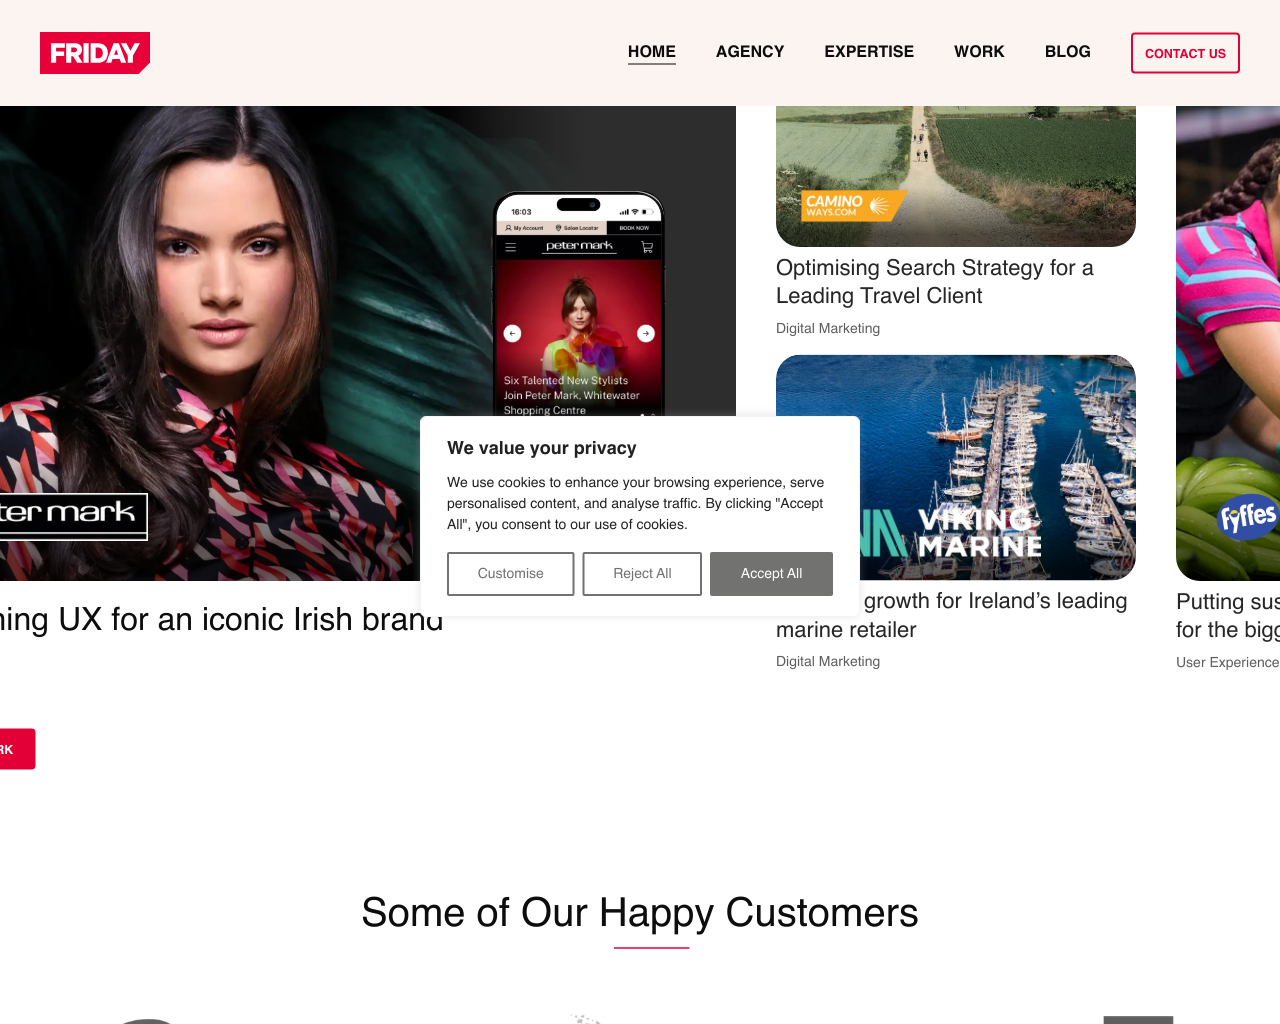 FRIDAY
HOME
AGENCY
EXPERTISE
WORK
BLOG
CONTACT US
16:03
My Account
Salon Locator
BOOK NOW
peter mark
Six Talented New Stylists
Join Peter Mark, Whitewater
Shopping Centre
ter mark
ning UX for an iconic Irish brand
RK
CAMINO
WAYS.COM
Optimising Search Strategy for a
Leading Travel Client
Digital Marketing
VIKING
MARINE
growth for Ireland’s leading
marine retailer
Digital Marketing
Fyffes
Putting sus
for the bigg
User Experience
We value your privacy
We use cookies to enhance your browsing experience, serve
personalised content, and analyse traffic. By clicking "Accept
All", you consent to our use of cookies.
Customise
Reject All
Accept All
Some of Our Happy Customers